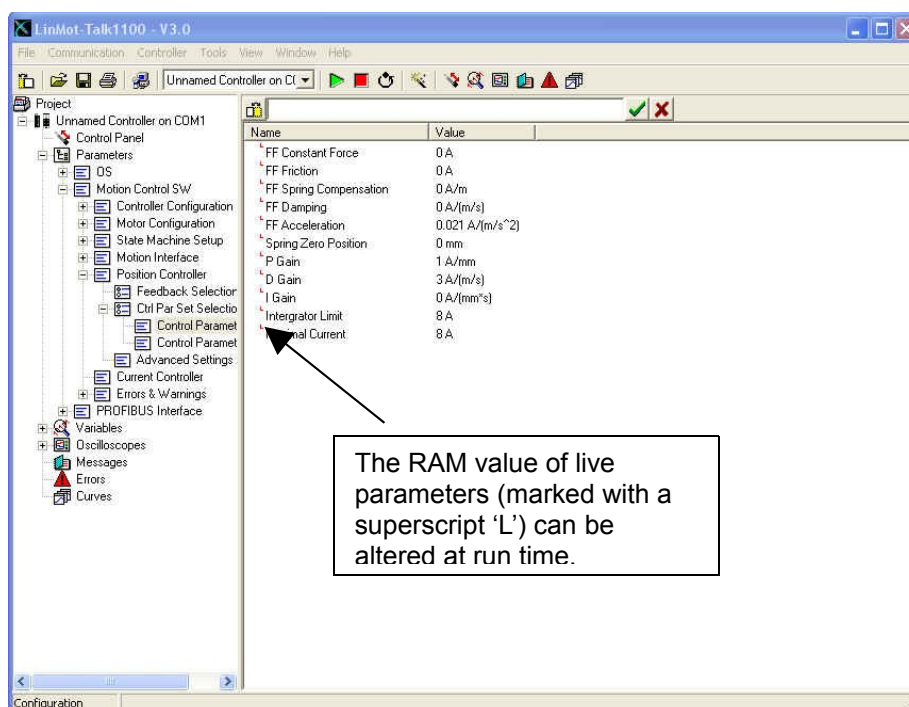 LinMot-Talk1100 - V3.0
File Communication Controller Tools View Window Help
Unnamed Controller on C(
Project
Unnamed Controller on COM1
Control Panel
Parameters
OS
Motion Control SW
Controller Configuration
Motor Configuration
State Machine Setup
Motion Interface
Position Controller
Feedback Selection
Ctrl Par Set Selectio
Control Paramet
Control Paramet
Advanced Settings
Current Controller
Errors & Warnings
PROFIBUS Interface
Variables
Oscilloscopes
Messages
Errors
Curves
Name Value
L FF Constant Force 0 A
L FF Friction 0 A
L FF Spring Compensation 0 A/m
L FF Damping 0 A/(m/s)
L FF Acceleration 0.021 A/(m/s^2)
L Spring Zero Position 0 mm
L P Gain 1 A/mm
L D Gain 3 A/(m/s)
L I Gain 0 A/(mm*s)
L Intergrator Limit 8 A
L mal Current 8 A
The RAM value of live
parameters (marked with a
superscript ‘L’) can be
altered at run time.
Configuration